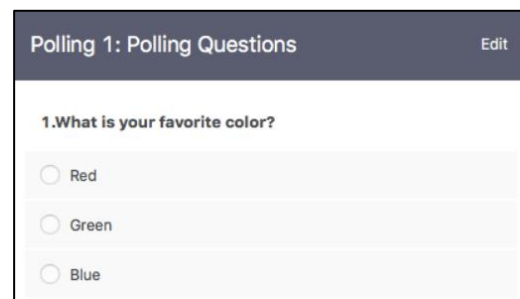 Polling 1: Polling Questions Edit
1.What is your favorite color?
Red
Green
Blue